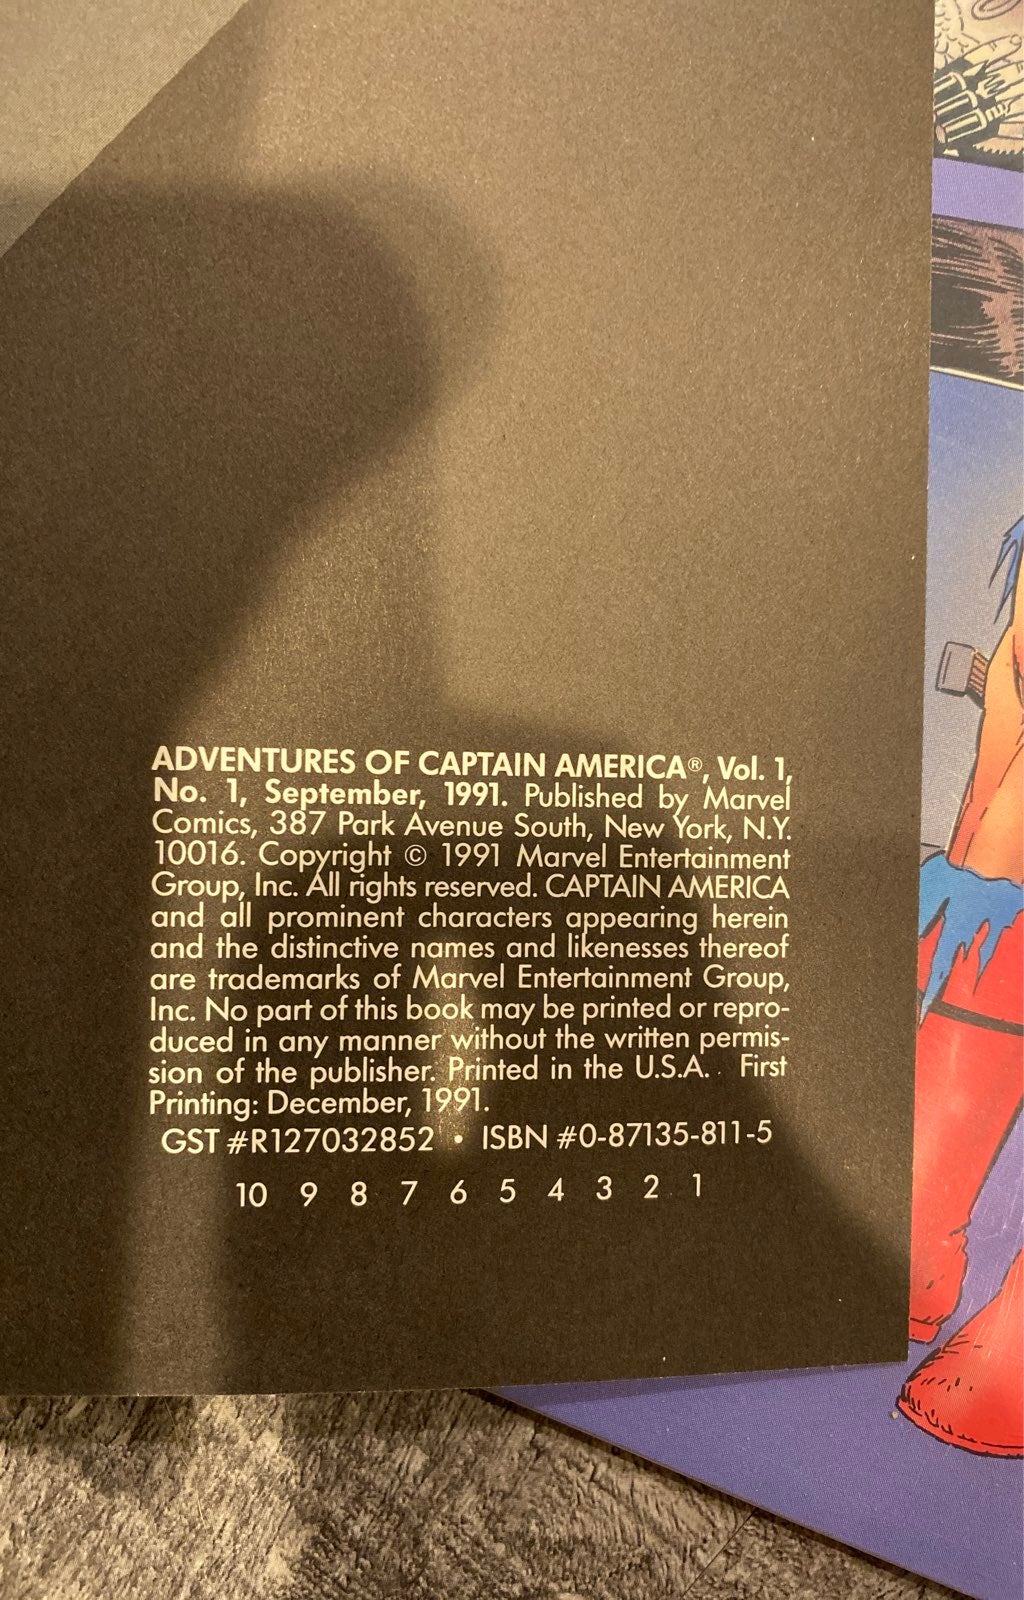 ADVENTURES OF CAPTAIN AMERICA®, Vol. 1,
No. 1, September, 1991. Published by Marvel
Comics, 387 Park Avenue South, New York, N.Y.
10016. Copyright © 1991 Marvel Entertainment
Group, Inc. All rights reserved. CAPTAIN AMERICA
and all prominent characters appearing herein
and the distinctive names and likenesses thereof
are trademarks of Marvel Entertainment Group,
Inc. No part of this book may be printed or repro-
duced in any manner without the written permis-
sion of the publisher. Printed in the U.S.A. First
Printing: December, 1991.
GST #R127032852 • ISBN #0-87135-811-5
10 9 8 7 6 5 4 3 2 1